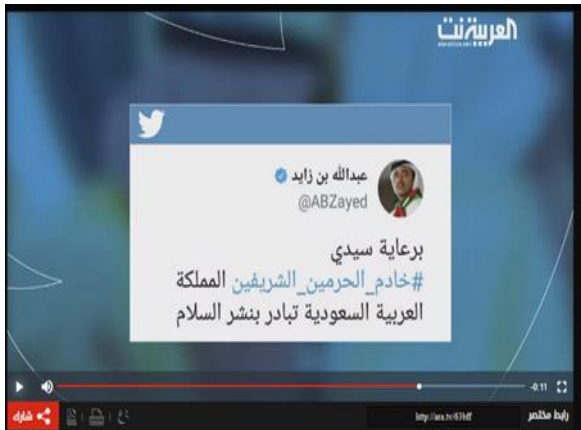 العربية نت
عبدالله بن زايد
@ABZayed
برعاية سيدي
#خادم_الحرمين_الشريفين المملكة
العربية السعودية تبادر بنشر السلام
-0:11
شارك
رابط مختصر